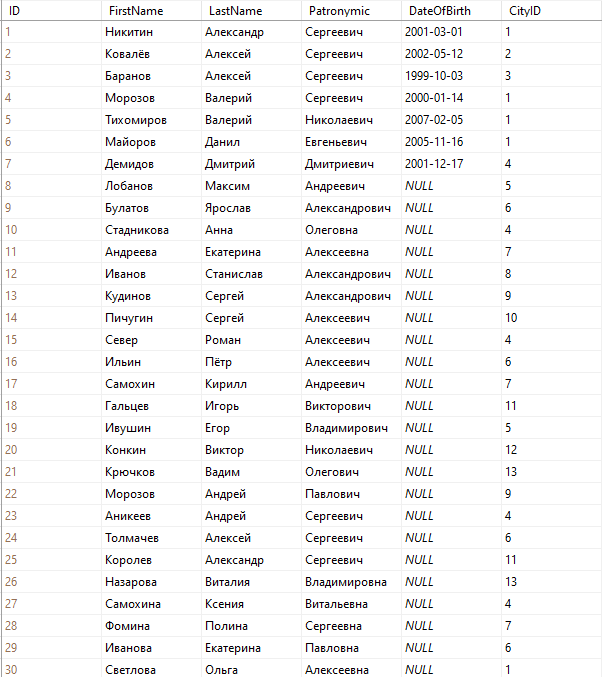 ID FirstName LastName Patronymic DateOfBirth CityID
1 Никитин Александр Сергеевич 2001-03-01 1
2 Ковалёв Алексей Сергеевич 2002-05-12 2
3 Баранов Алексей Сергеевич 1999-10-03 3
4 Морозов Валерий Сергеевич 2000-01-14 1
5 Тихомиров Валерий Николаевич 2007-02-05 1
6 Майоров Данил Евгеньевич 2005-11-16 1
7 Демидов Дмитрий Дмитриевич 2001-12-17 4
8 Лобанов Максим Андреевич NULL 5
9 Булатов Ярослав Александрович NULL 6
10 Стадникова Анна Олеговна NULL 4
11 Андреева Екатерина Алексеевна NULL 7
12 Иванов Станислав Александрович NULL 8
13 Кудинов Сергей Александрович NULL 9
14 Пичугин Сергей Алексеевич NULL 10
15 Север Роман Алексеевич NULL 4
16 Ильин Пётр Алексеевич NULL 6
17 Самохин Кирилл Андреевич NULL 7
18 Гальцев Игорь Викторович NULL 11
19 Ивушин Егор Владимирович NULL 5
20 Конкин Виктор Николаевич NULL 12
21 Крючков Вадим Олегович NULL 13
22 Морозов Андрей Павлович NULL 9
23 Аникеев Андрей Сергеевич NULL 4
24 Толмачев Алексей Сергеевич NULL 6
25 Королев Александр Сергеевич NULL 11
26 Назарова Виталия Владимировна NULL 13
27 Самохина Ксения Витальевна NULL 4
28 Фомина Полина Сергеевна NULL 7
29 Иванова Екатерина Павловна NULL 6
30 Светлова Ольга Алексеевна NULL 1